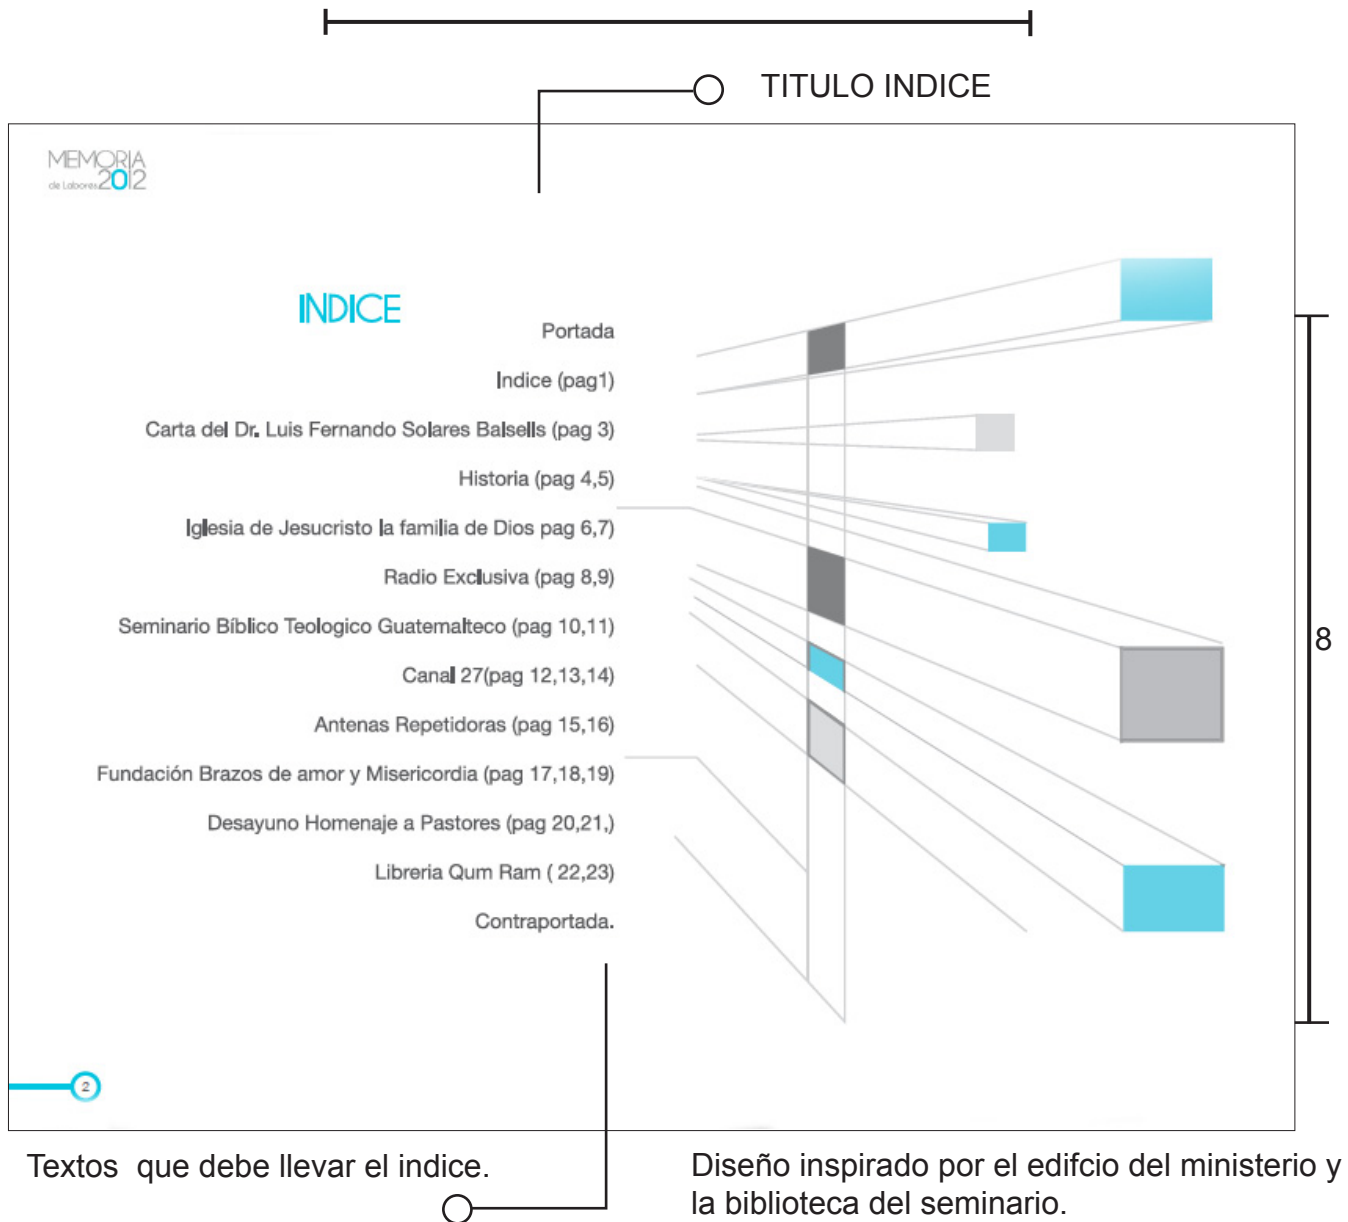 TITULO INDICE
MEMORIA
de Labores 2012
INDICE
Portada
Indice (pag1)
Carta del Dr. Luis Fernando Solares Balsells (pag 3)
Historia (pag 4,5)
Iglesia de Jesucristo la familia de Dios pag 6,7)
Radio Exclusiva (pag 8,9)
Seminario Bíblico Teologico Guatemalteco (pag 10,11)
Canal 27(pag 12,13,14)
Antenas Repetidoras (pag 15,16)
Fundación Brazos de amor y Misericordia (pag 17,18,19)
Desayuno Homenaje a Pastores (pag 20,21,)
Libreria Qum Ram ( 22,23)
Contraportada.
8
2
Textos que debe llevar el indice.
Diseño inspirado por el edifcio del ministerio y
la biblioteca del seminario.